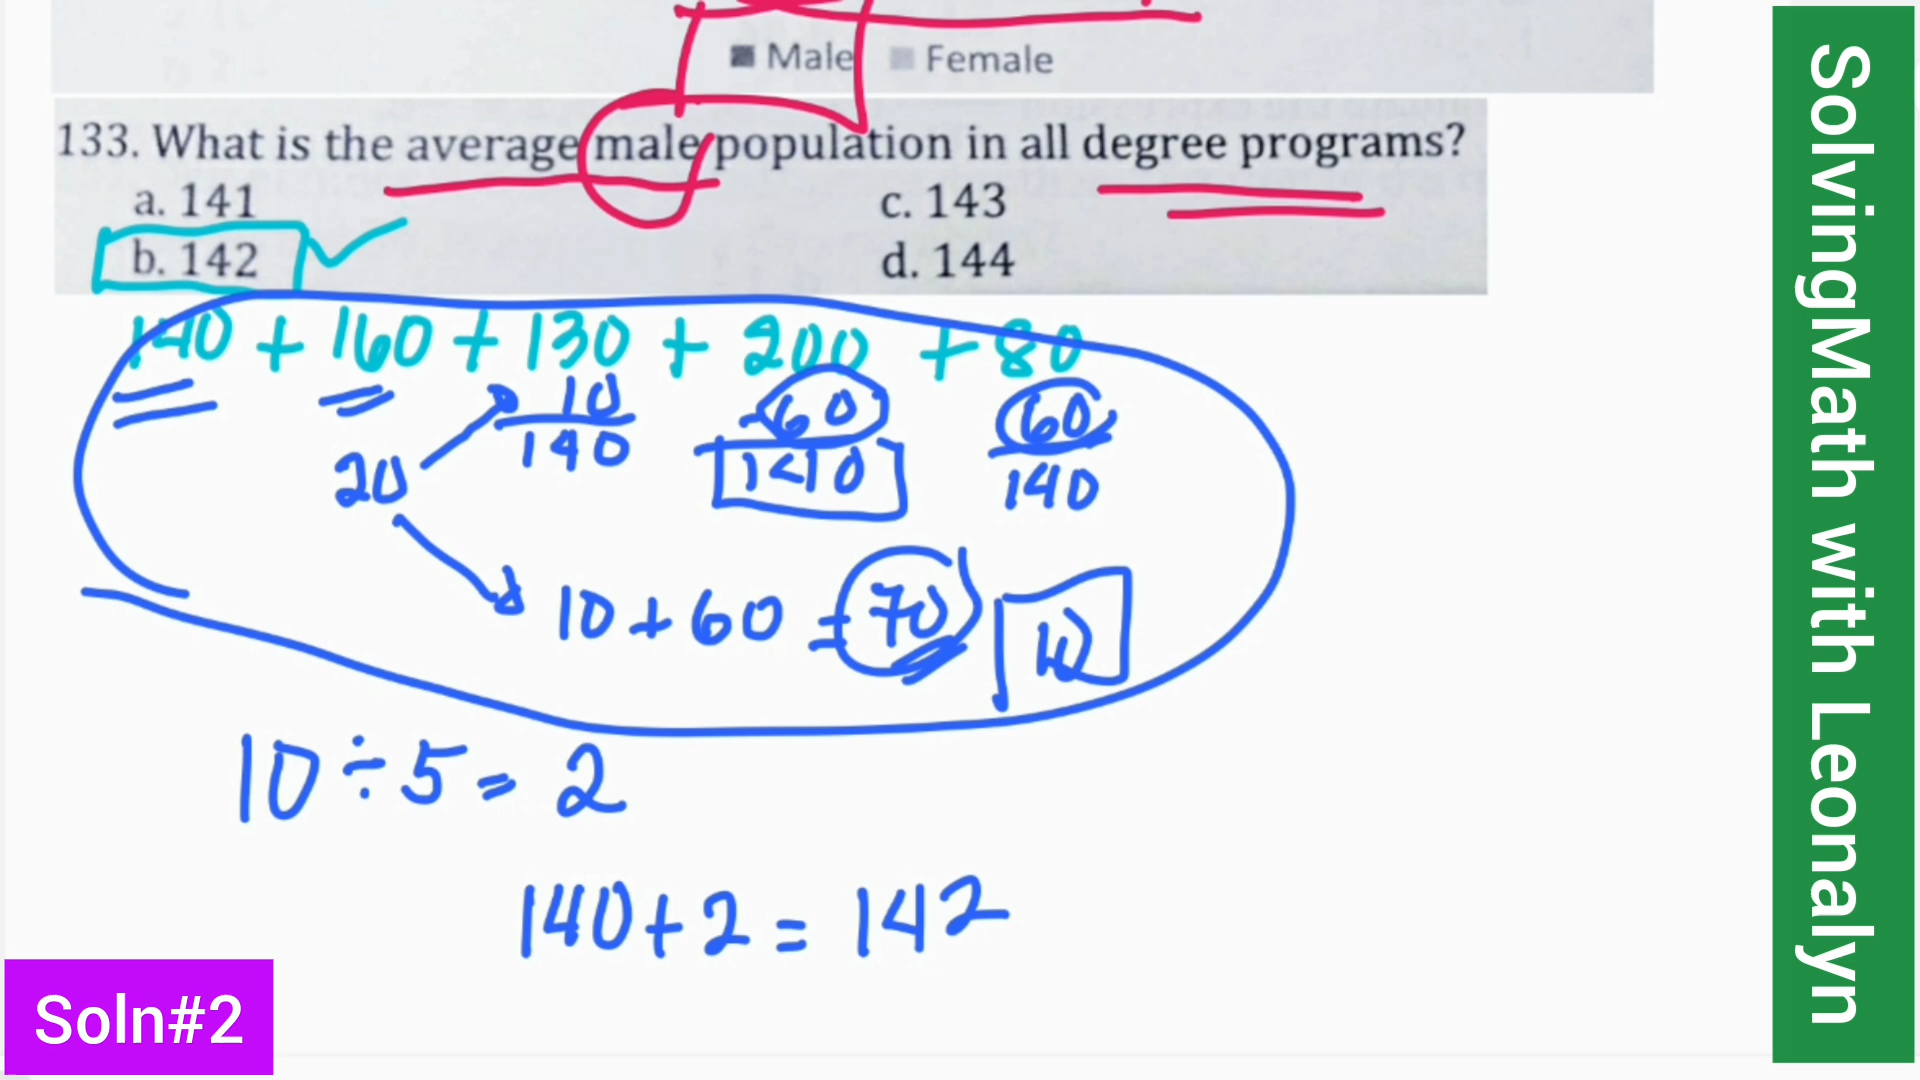 Male Female
133. What is the average male population in all degree programs?
a. 141
c. 143
b. 142
d. 144
140 + 160 + 130 + 200 + 80
10
-60
60
140
140
140
20
10 + 60 = 70
10
10 ÷ 5 = 2
140 + 2 = 142
Soln#2
SolvingMath with Leonalyn